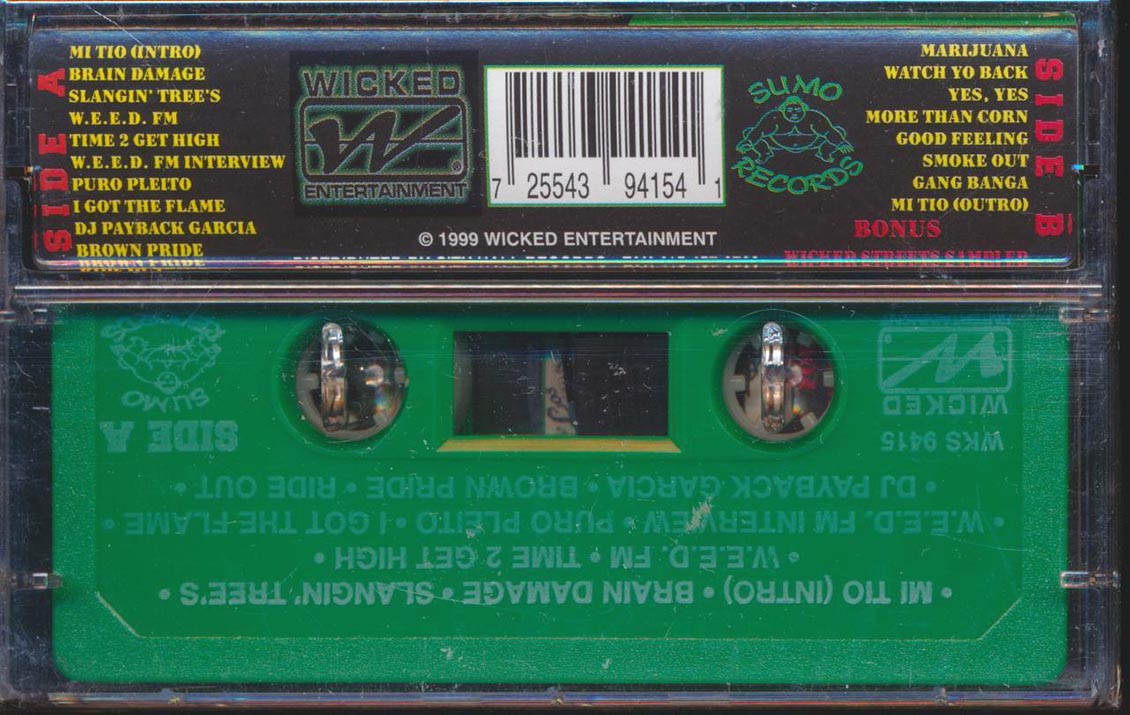 SIDE A
MI TIO (INTRO)
BRAIN DAMAGE
SLANGIN' TREE'S
W.E.E.D. FM
TIME 2 GET HIGH
W.E.E.D. FM INTERVIEW
PURO PLEITO
I GOT THE FLAME
DJ PAYBACK GARCIA
BROWN PRIDE
WICKED
W
ENTERTAINMENT
7 25543 94154 1
SUMO
RECORDS
© 1999 WICKED ENTERTAINMENT
SIDE B
MARIJUANA
WATCH YO BACK
YES, YES
MORE THAN CORN
GOOD FEELING
SMOKE OUT
GANG BANGA
MI TIO (OUTRO)
BONUS
WICKED STREETS SAMPLER
• MI TIO (INTRO) • BRAIN DAMAGE • SLANGIN' TREE'S •
W.E.E.D. FM • TIME 2 GET HIGH •
W.E.E.D. FM INTERVIEW • PURO PLEITO • I GOT THE FLAME •
• DJ PAYBACK GARCIA • BROWN PRIDE • RIDE OUT •
WKS 9415
SIDE A
WICKED
W
SUMO
RECORDS